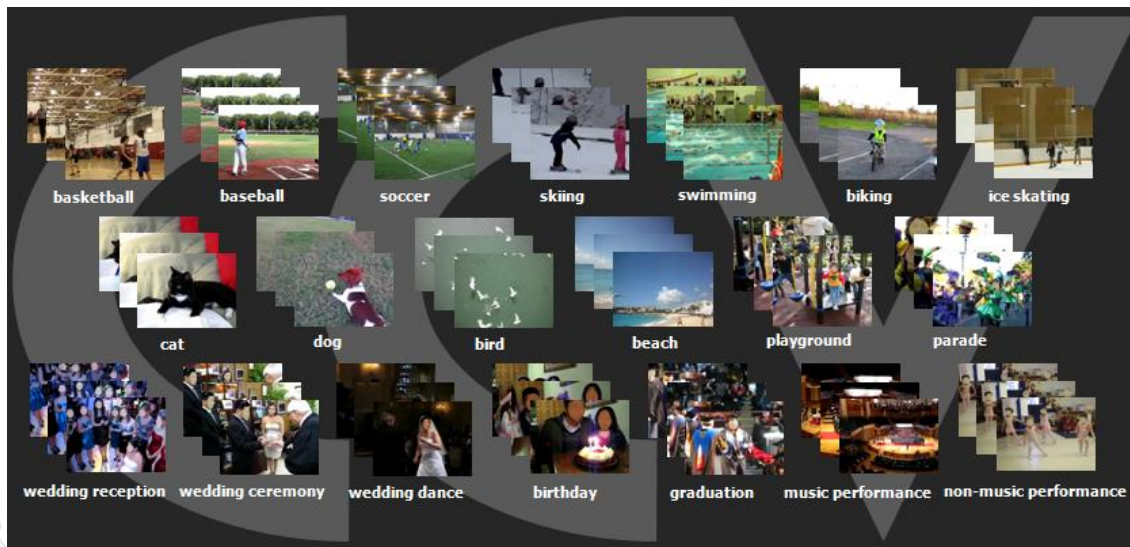 CCV
basketball baseball soccer skiing swimming biking ice skating
cat dog bird beach playground parade
wedding reception wedding ceremony wedding dance birthday graduation music performance non-music performance